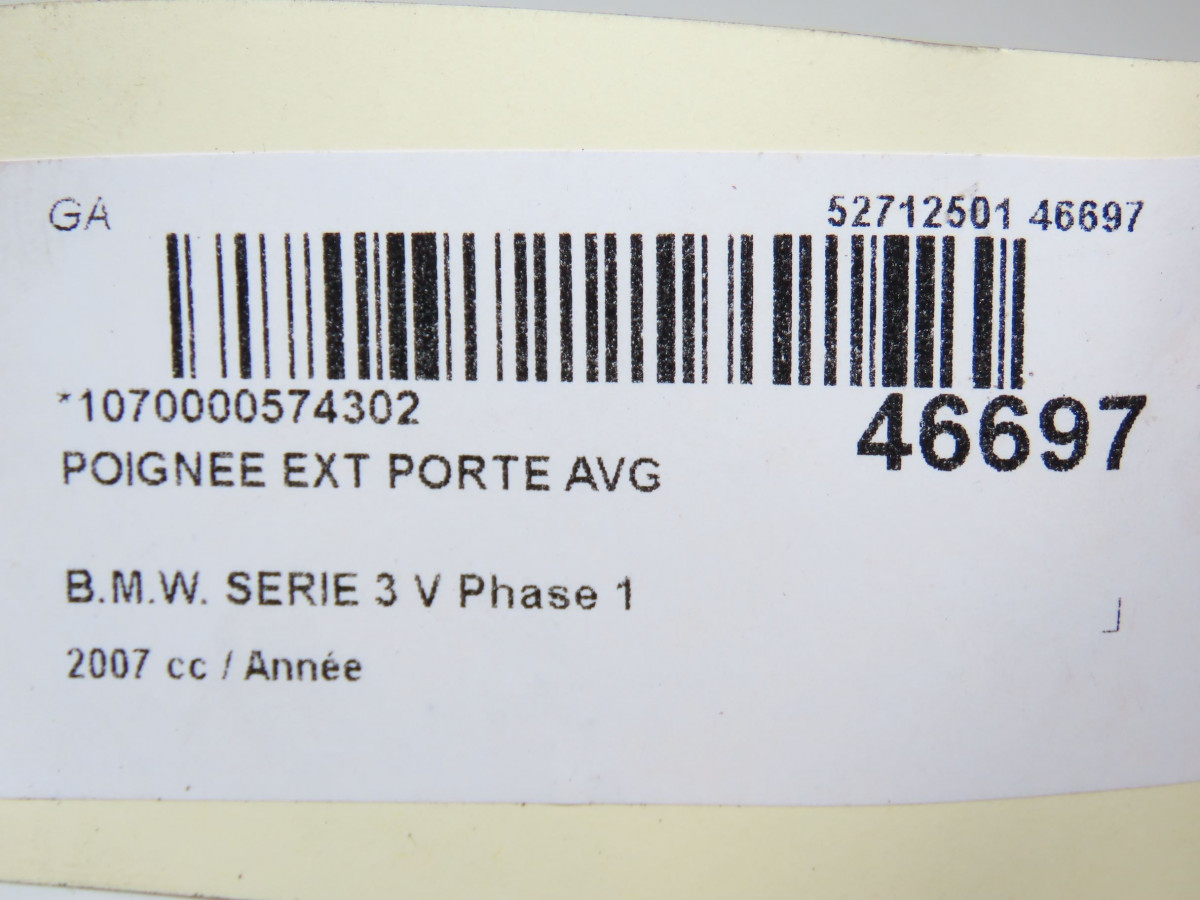 GA
52712501 46697
*1070000574302
46697
POIGNEE EXT PORTE AVG
B.M.W. SERIE 3 V Phase 1
2007 cc / Année